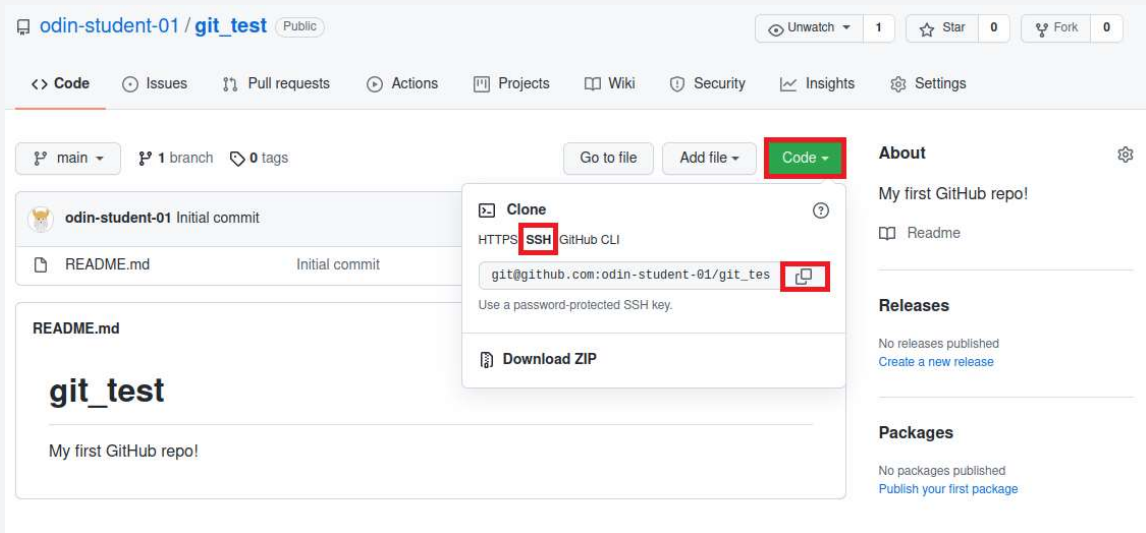 odin-student-01 / git_test Public
Unwatch 1 Star 0 Fork 0
Code Issues Pull requests Actions Projects Wiki Security Insights Settings
main 1 branch 0 tags Go to file Add file Code
odin-student-01 Initial commit
README.md Initial commit
Clone
HTTPS SSH GitHub CLI
git@github.com:odin-student-01/git_tes
Use a password-protected SSH key.
Download ZIP
README.md
git_test
My first GitHub repo!
About
My first GitHub repo!
Readme
Releases
No releases published
Create a new release
Packages
No packages published
Publish your first package